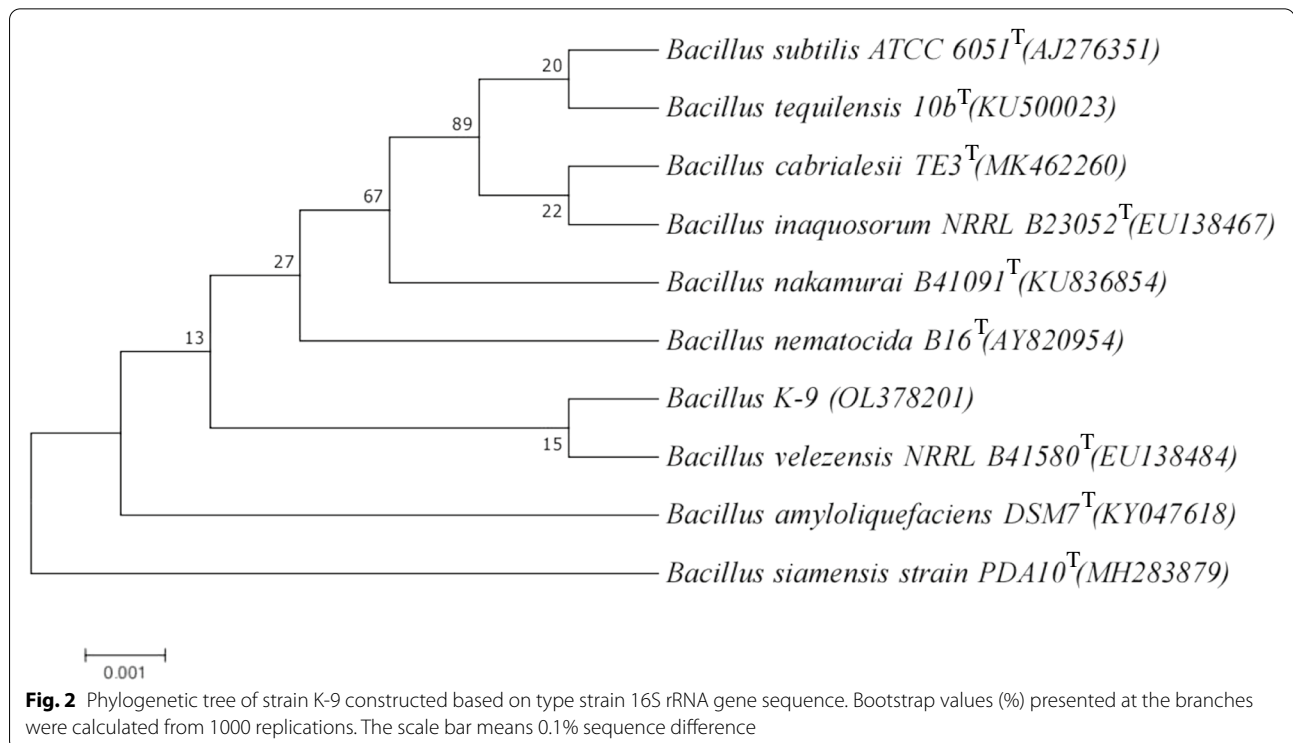 Bacillus subtilis ATCC 6051T(AJ276351)
20
Bacillus tequilensis 10bT(KU500023)
89
Bacillus cabrialesii TE3T(MK462260)
67
22
Bacillus inaquosorum NRRL B23052T(EU138467)
27
Bacillus nakamurai B41091T(KU836854)
13
Bacillus nematocida B16T(AY820954)
Bacillus K-9 (OL378201)
15
Bacillus velezensis NRRL B41580T(EU138484)
Bacillus amyloliquefaciens DSM7T(KY047618)
Bacillus siamensis strain PDA10T(MH283879)
0.001
Fig. 2 Phylogenetic tree of strain K-9 constructed based on type strain 16S rRNA gene sequence. Bootstrap values (%) presented at the branches
were calculated from 1000 replications. The scale bar means 0.1% sequence difference